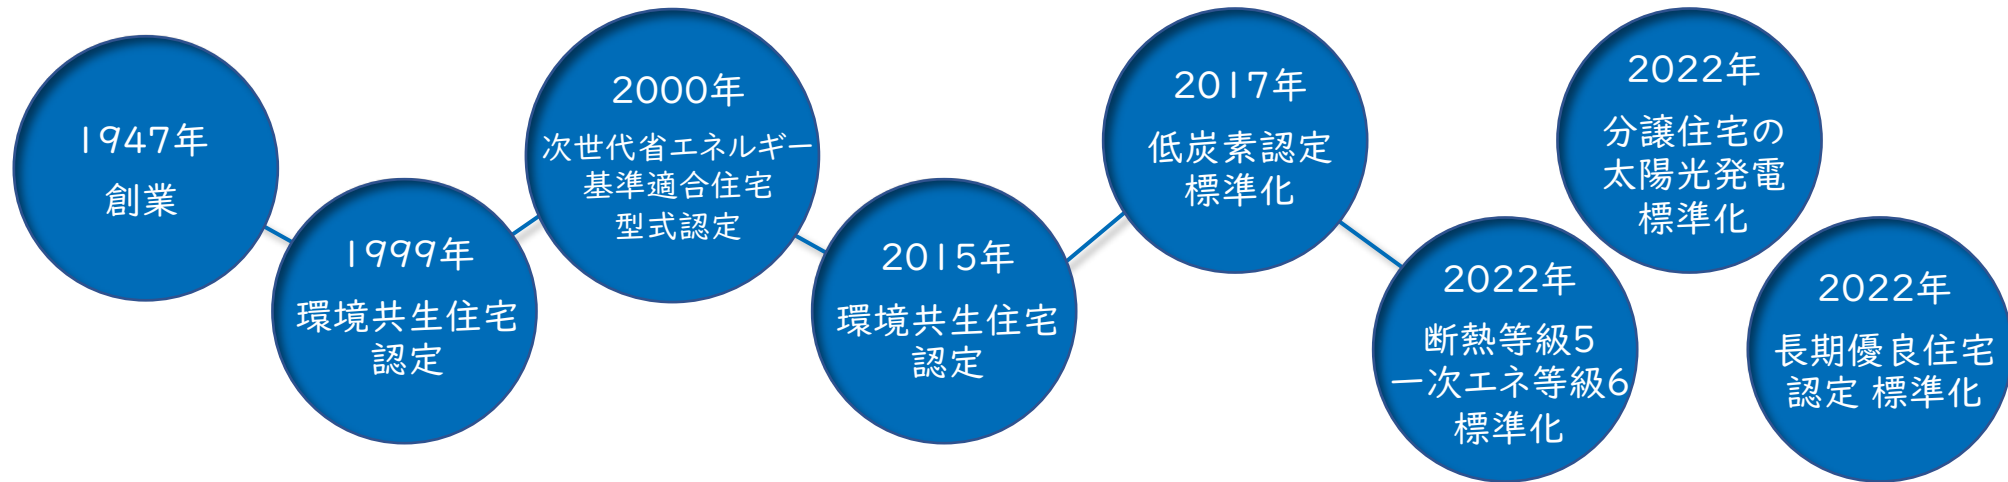 1947年
創業
1999年
環境共生住宅
認定
2000年
次世代省エネルギー
基準適合住宅
型式認定
2015年
環境共生住宅
認定
2017年
低炭素認定
標準化
2022年
断熱等級5
一次エネ等級6
標準化
2022年
分譲住宅の
太陽光発電
標準化
2022年
長期優良住宅
認定 標準化